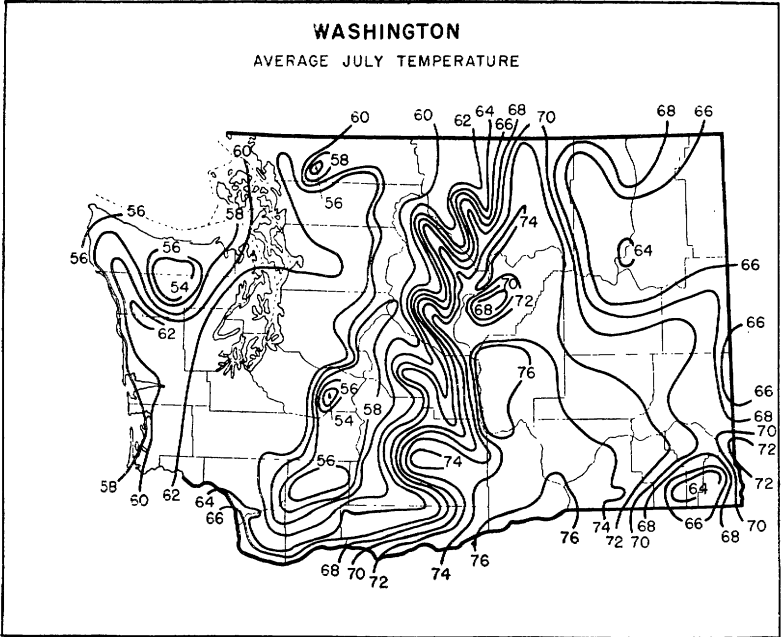 WASHINGTON
AVERAGE JULY TEMPERATURE
60 60 62 64 66 68 70 68 66
60 58
56
56 58 74
56 56 64
54 70 66
68 72
62 66
76
56
54 58 66
68
70
56 74 72
58 60 62 64 64 72
66 76 74 68 66 68 70
72 70
68 70 72 74 76